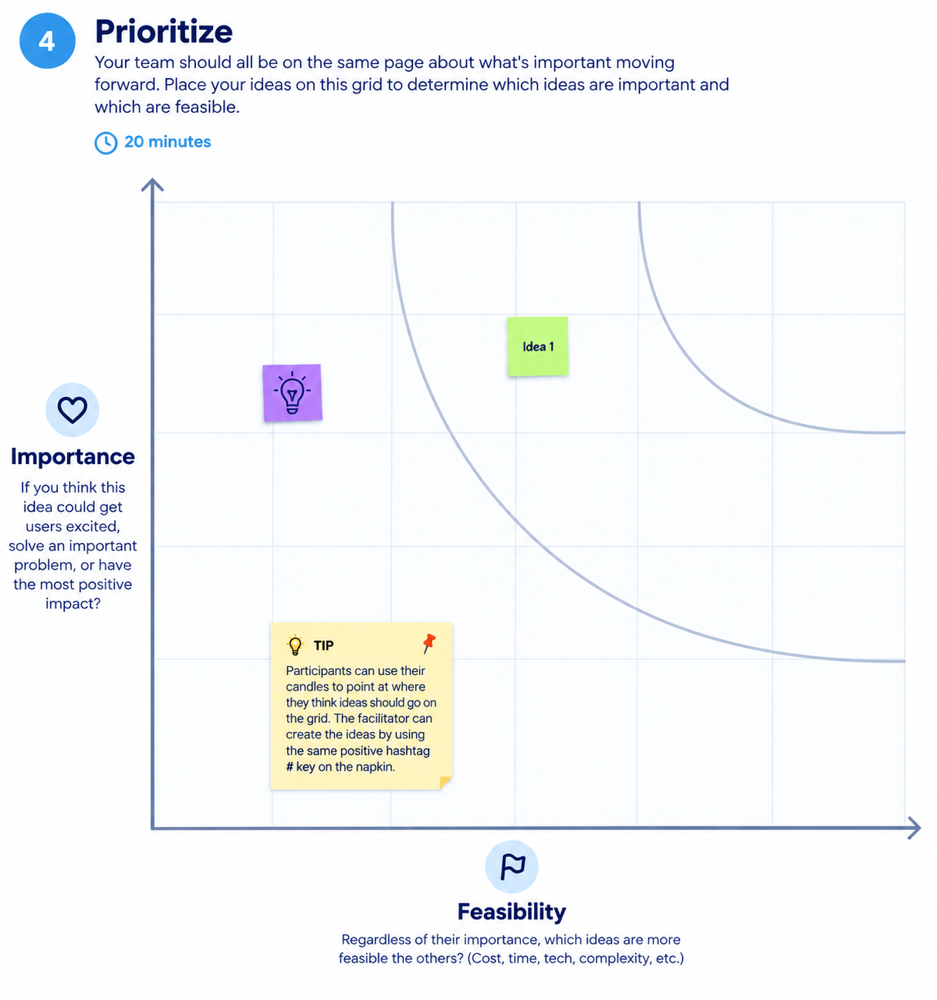 4
Prioritize
Your team should all be on the same page about what's important moving
forward. Place your ideas on this grid to determine which ideas are important and
which are feasible.
20 minutes
Idea 1
Importance
If you think this
idea could get
users excited,
solve an important
problem, or have
the most positive
impact?
TIP
Participants can use their
candles to point at where
they think ideas should go on
the grid. The facilitator can
create the ideas by using
the same positive hashtag
# key on the napkin.
Feasibility
Regardless of their importance, which ideas are more
feasible the others? (Cost, time, tech, complexity, etc.)